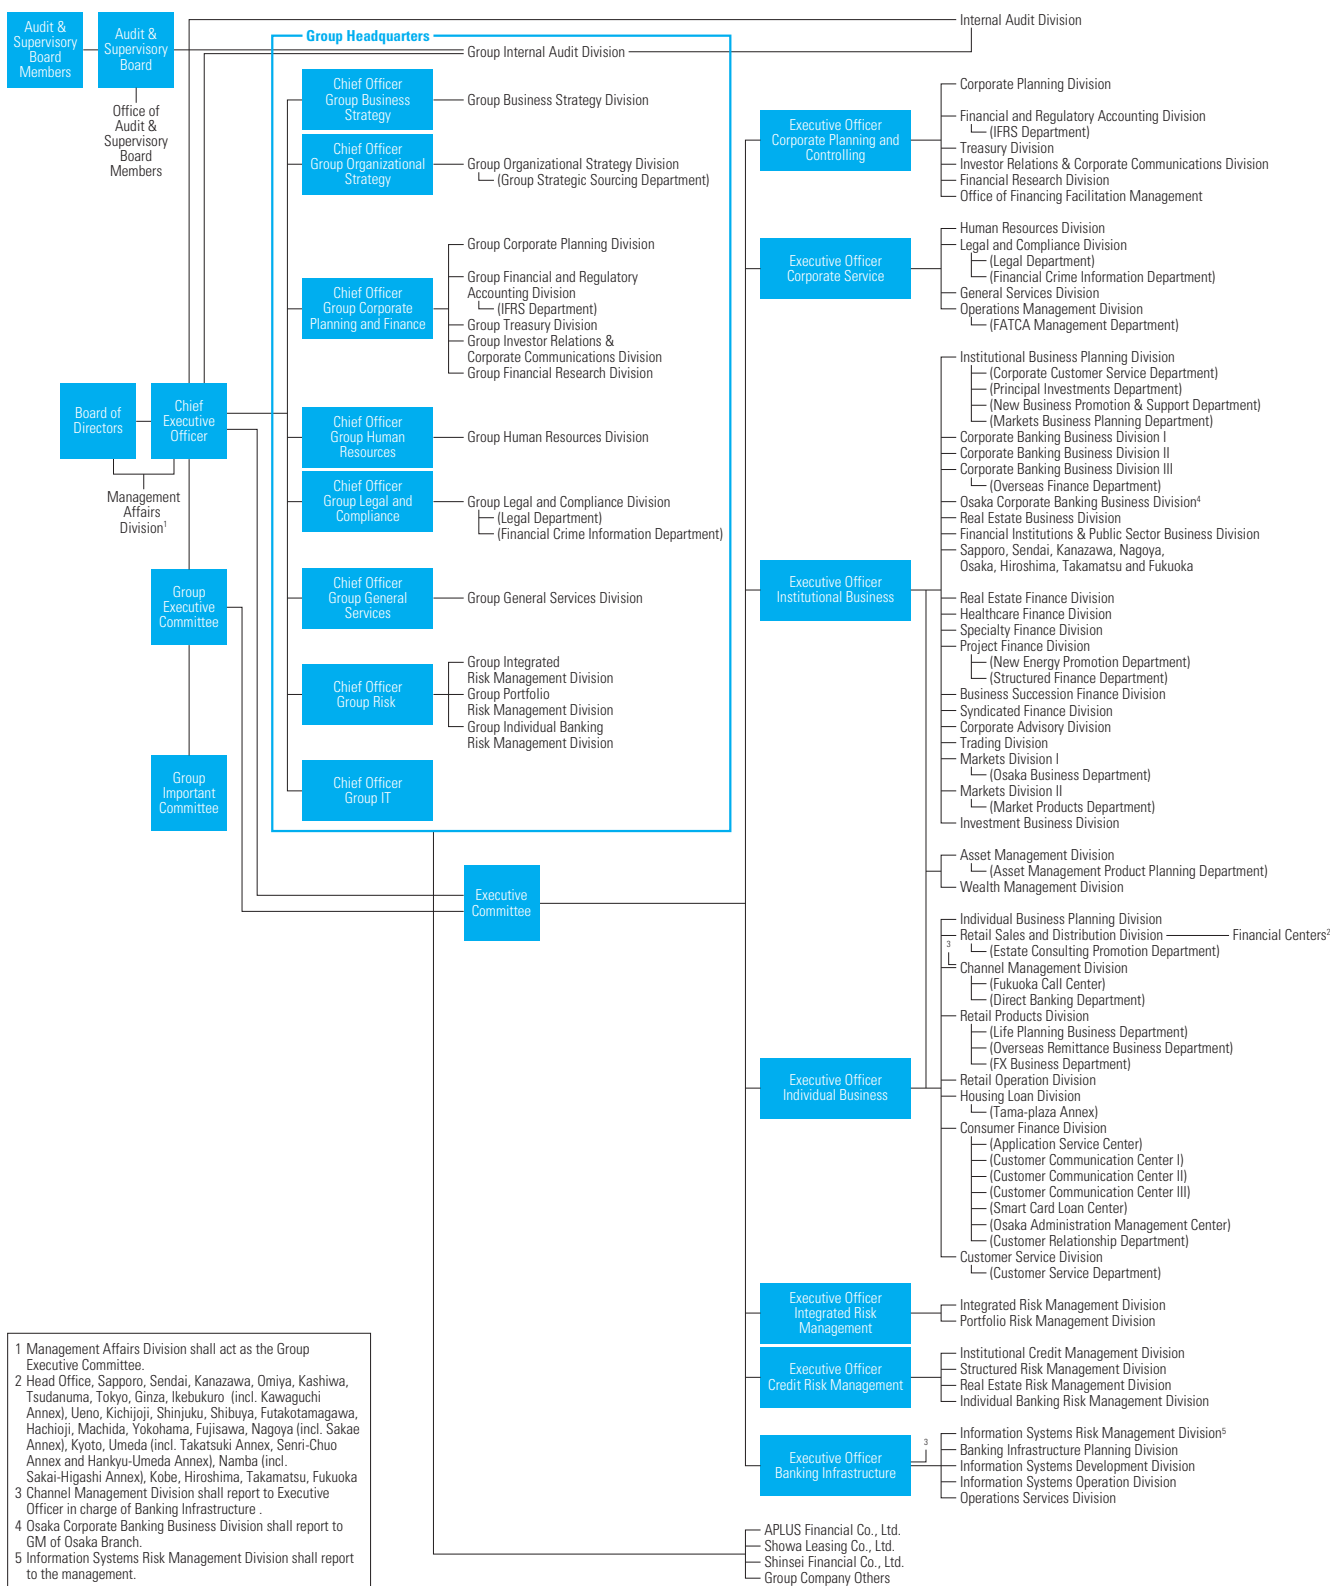 Audit &
Supervisory
Board
Members
Audit &
Supervisory
Board
Office of
Audit &
Supervisory
Board
Members
Internal Audit Division
Group Headquarters
Group Internal Audit Division
Chief Officer
Group Business
Strategy
Group Business Strategy Division
Chief Officer
Group Organizational
Strategy
Group Organizational Strategy Division
(Group Strategic Sourcing Department)
Chief Officer
Group Corporate
Planning and Finance
Group Corporate Planning Division
Group Financial and Regulatory
Accounting Division
(IFRS Department)
Group Treasury Division
Group Investor Relations &
Corporate Communications Division
Group Financial Research Division
Board of
Directors
Chief
Executive
Officer
Management
Affairs
Division1
Chief Officer
Group Human
Resources
Group Human Resources Division
Chief Officer
Group Legal and
Compliance
Group Legal and Compliance Division
(Legal Department)
(Financial Crime Information Department)
Group
Executive
Committee
Chief Officer
Group General
Services
Group General Services Division
Chief Officer
Group Risk
Group Integrated
Risk Management Division
Group Portfolio
Risk Management Division
Group Individual Banking
Risk Management Division
Group
Important
Committee
Chief Officer
Group IT
Executive
Committee
Executive Officer
Corporate Planning and
Controlling
Corporate Planning Division
Financial and Regulatory Accounting Division
(IFRS Department)
Treasury Division
Investor Relations & Corporate Communications Division
Financial Research Division
Office of Financing Facilitation Management
Executive Officer
Corporate Service
Human Resources Division
Legal and Compliance Division
(Legal Department)
(Financial Crime Information Department)
General Services Division
Operations Management Division
(FATCA Management Department)
Executive Officer
Institutional Business
Institutional Business Planning Division
(Corporate Customer Service Department)
(Principal Investments Department)
(New Business Promotion & Support Department)
(Markets Business Planning Department)
Corporate Banking Business Division I
Corporate Banking Business Division II
Corporate Banking Business Division III
(Overseas Finance Department)
Osaka Corporate Banking Business Division4
Real Estate Business Division
Financial Institutions & Public Sector Business Division
Sapporo, Sendai, Kanazawa, Nagoya,
Osaka, Hiroshima, Takamatsu and Fukuoka
Real Estate Finance Division
Healthcare Finance Division
Specialty Finance Division
Project Finance Division
(New Energy Promotion Department)
(Structured Finance Department)
Business Succession Finance Division
Syndicated Finance Division
Corporate Advisory Division
Trading Division
Markets Division I
(Osaka Business Department)
Markets Division II
(Market Products Department)
Investment Business Division
Asset Management Division
(Asset Management Product Planning Department)
Wealth Management Division
Executive Officer
Individual Business
Individual Business Planning Division
Retail Sales and Distribution Division
Financial Centers2
3
(Estate Consulting Promotion Department)
Channel Management Division
(Fukuoka Call Center)
(Direct Banking Department)
Retail Products Division
(Life Planning Business Department)
(Overseas Remittance Business Department)
(FX Business Department)
Retail Operation Division
Housing Loan Division
(Tama-plaza Annex)
Consumer Finance Division
(Application Service Center)
(Customer Communication Center I)
(Customer Communication Center II)
(Customer Communication Center III)
(Smart Card Loan Center)
(Osaka Administration Management Center)
(Customer Relationship Department)
Customer Service Division
(Customer Service Department)
Executive Officer
Integrated Risk
Management
Integrated Risk Management Division
Portfolio Risk Management Division
Executive Officer
Credit Risk Management
Institutional Credit Management Division
Structured Risk Management Division
Real Estate Risk Management Division
Individual Banking Risk Management Division
Executive Officer
Banking Infrastructure
3
Information Systems Risk Management Division5
Banking Infrastructure Planning Division
Information Systems Development Division
Information Systems Operation Division
Operations Services Division
APLUS Financial Co., Ltd.
Showa Leasing Co., Ltd.
Shinsei Financial Co., Ltd.
Group Company Others
1 Management Affairs Division shall act as the Group
Executive Committee.
2 Head Office, Sapporo, Sendai, Kanazawa, Omiya, Kashiwa,
Tsudanuma, Tokyo, Ginza, Ikebukuro (incl. Kawaguchi
Annex), Ueno, Kichijoji, Shinjuku, Shibuya, Futakotamagawa,
Hachioji, Machida, Yokohama, Fujisawa, Nagoya (incl. Sakae
Annex), Kyoto, Umeda (incl. Takatsuki Annex, Senri-Chuo
Annex and Hankyu-Umeda Annex), Namba (incl.
Sakai-Higashi Annex), Kobe, Hiroshima, Takamatsu, Fukuoka
3 Channel Management Division shall report to Executive
Officer in charge of Banking Infrastructure .
4 Osaka Corporate Banking Business Division shall report to
GM of Osaka Branch.
5 Information Systems Risk Management Division shall report
to the management.